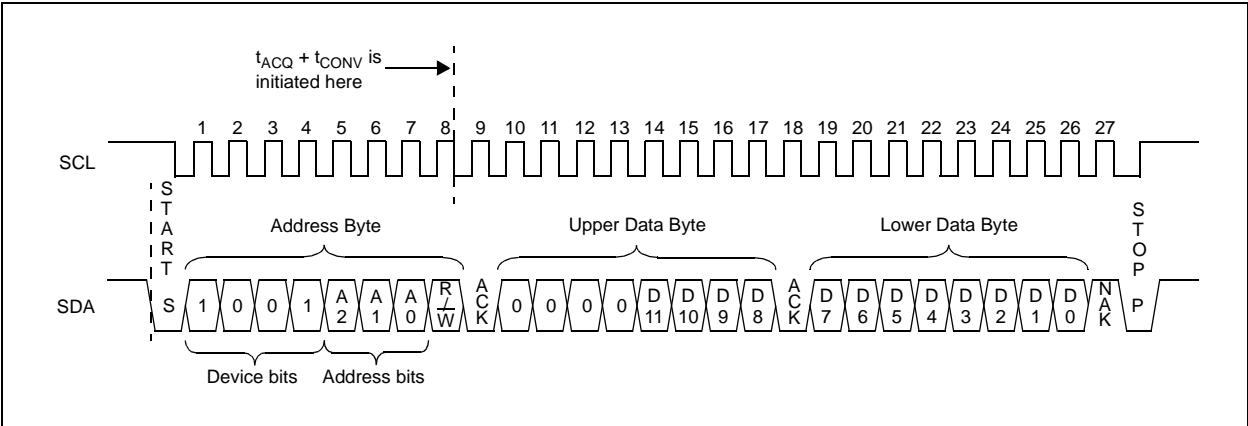 tACQ + tCONV is
initiated here
1 2 3 4 5 6 7 8 9 10 11 12 13 14 15 16 17 18 19 20 21 22 23 24 25 26 27
SCL
START
STOP
Address Byte
Upper Data Byte
Lower Data Byte
SDA
S 1 0 0 1 A2 A1 A0 R/W ACK 0 0 0 0 D11 D10 D9 D8 ACK D7 D6 D5 D4 D3 D2 D1 D0 NAK P
Device bits
Address bits